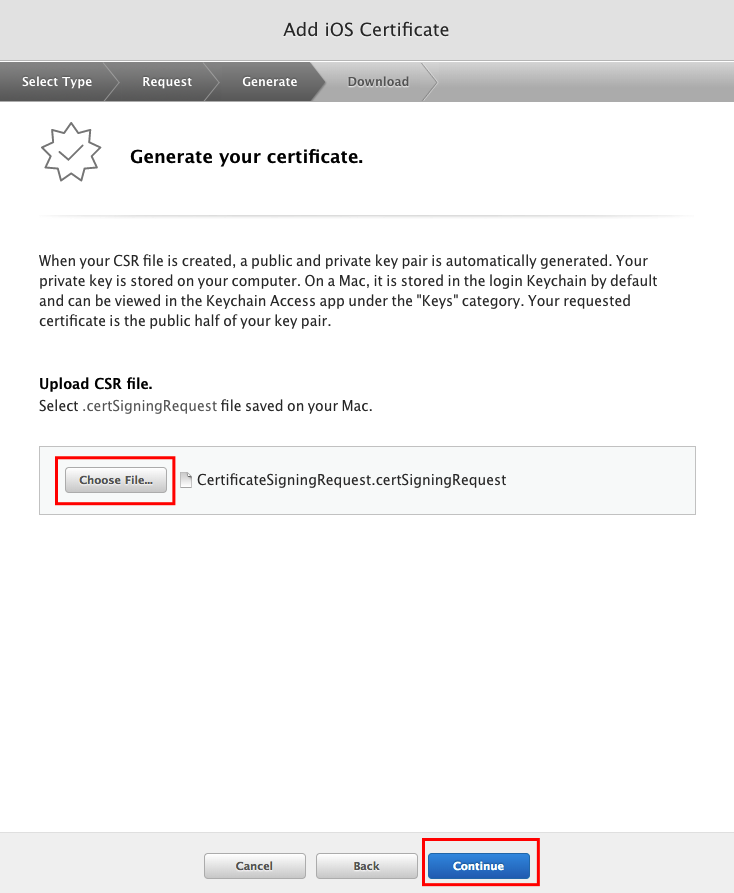 Add iOS Certificate
Select Type
Request
Generate
Download
Generate your certificate.
When your CSR file is created, a public and private key pair is automatically generated. Your
private key is stored on your computer. On a Mac, it is stored in the login Keychain by default
and can be viewed in the Keychain Access app under the "Keys" category. Your requested
certificate is the public half of your key pair.
Upload CSR file.
Select .certSigningRequest file saved on your Mac.
Choose File...
CertificateSigningRequest.certSigningRequest
Cancel
Back
Continue